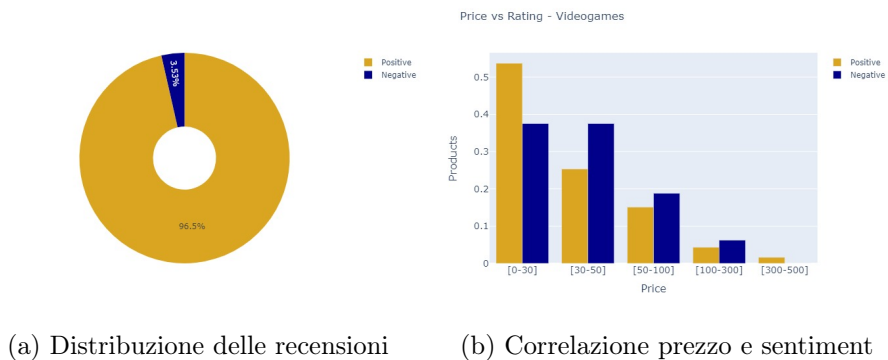 Price vs Rating - Videogames
3.53%
96.5%
Positive
Negative
Products
0.5
0.4
0.3
0.2
0.1
0
[0-30]
[30-50]
[50-100]
[100-300]
[300-500]
Price
Positive
Negative
(a) Distribuzione delle recensioni
(b) Correlazione prezzo e sentiment